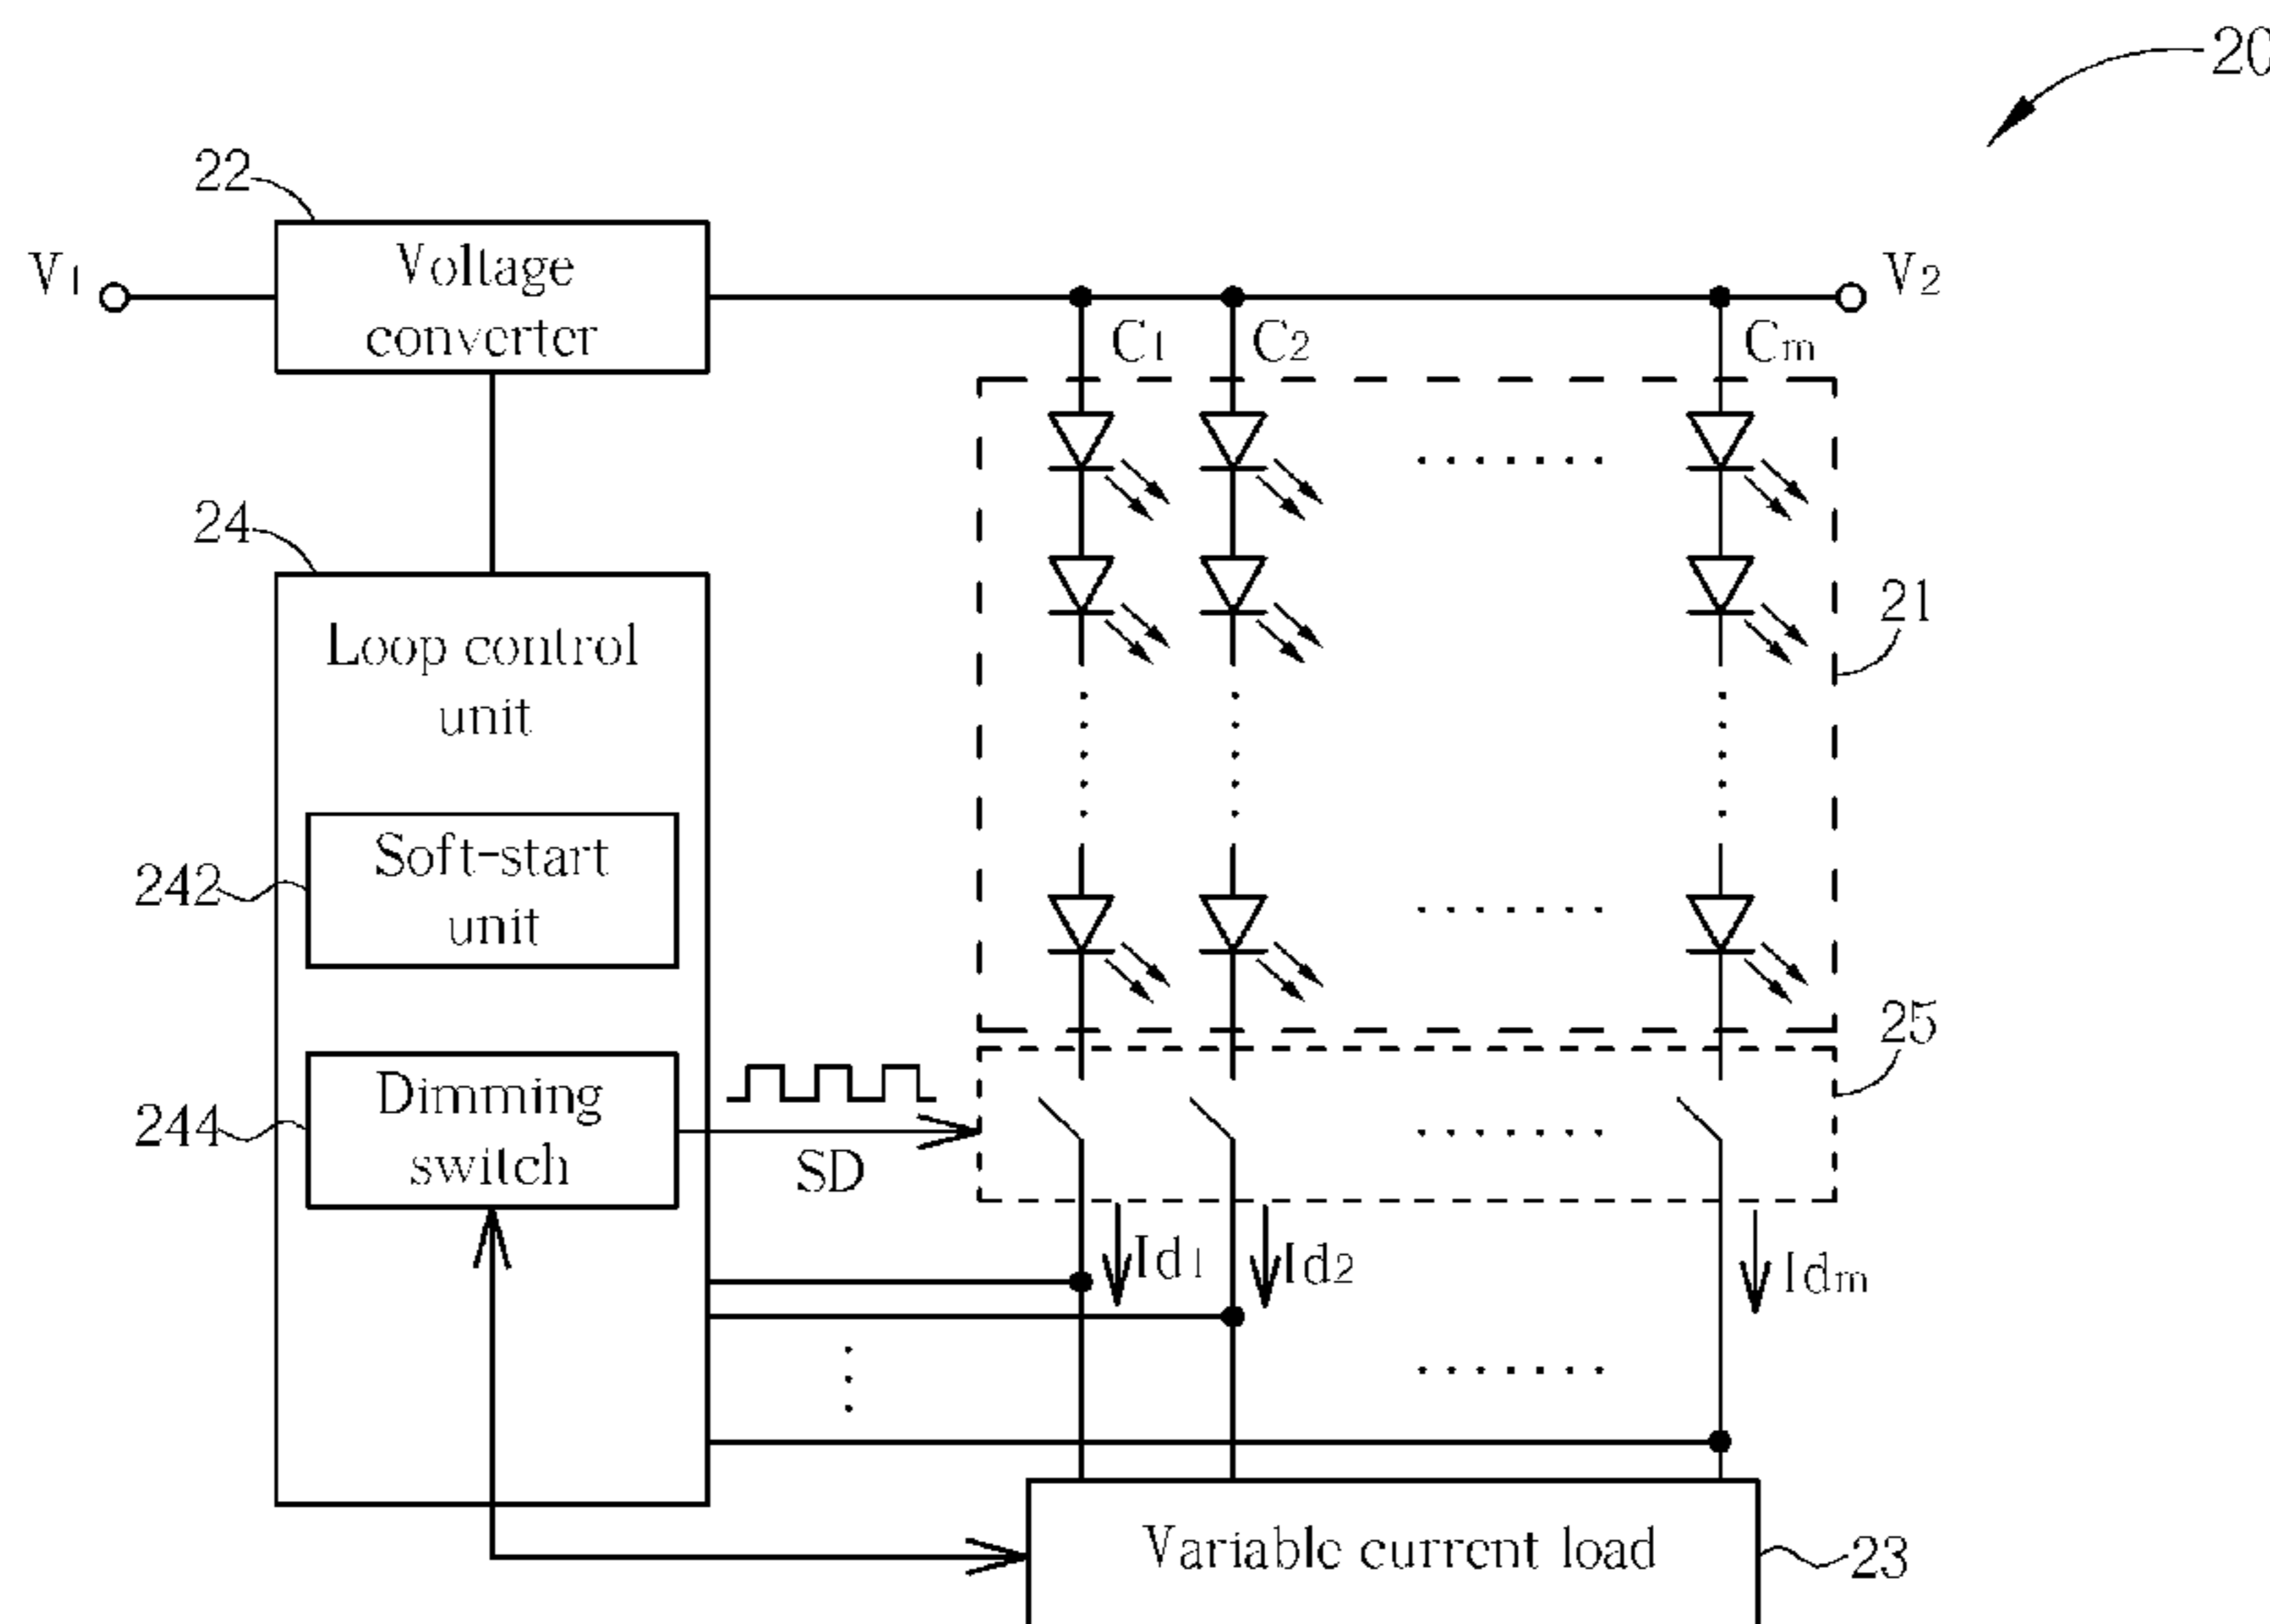 20
22
V1
Voltage
converter
V2
C1
C2
Cm
24
Loop control
unit
21
242
Soft-start
unit
25
244
Dimming
switch
SD
Id1
Id2
Idm
Variable current load
23